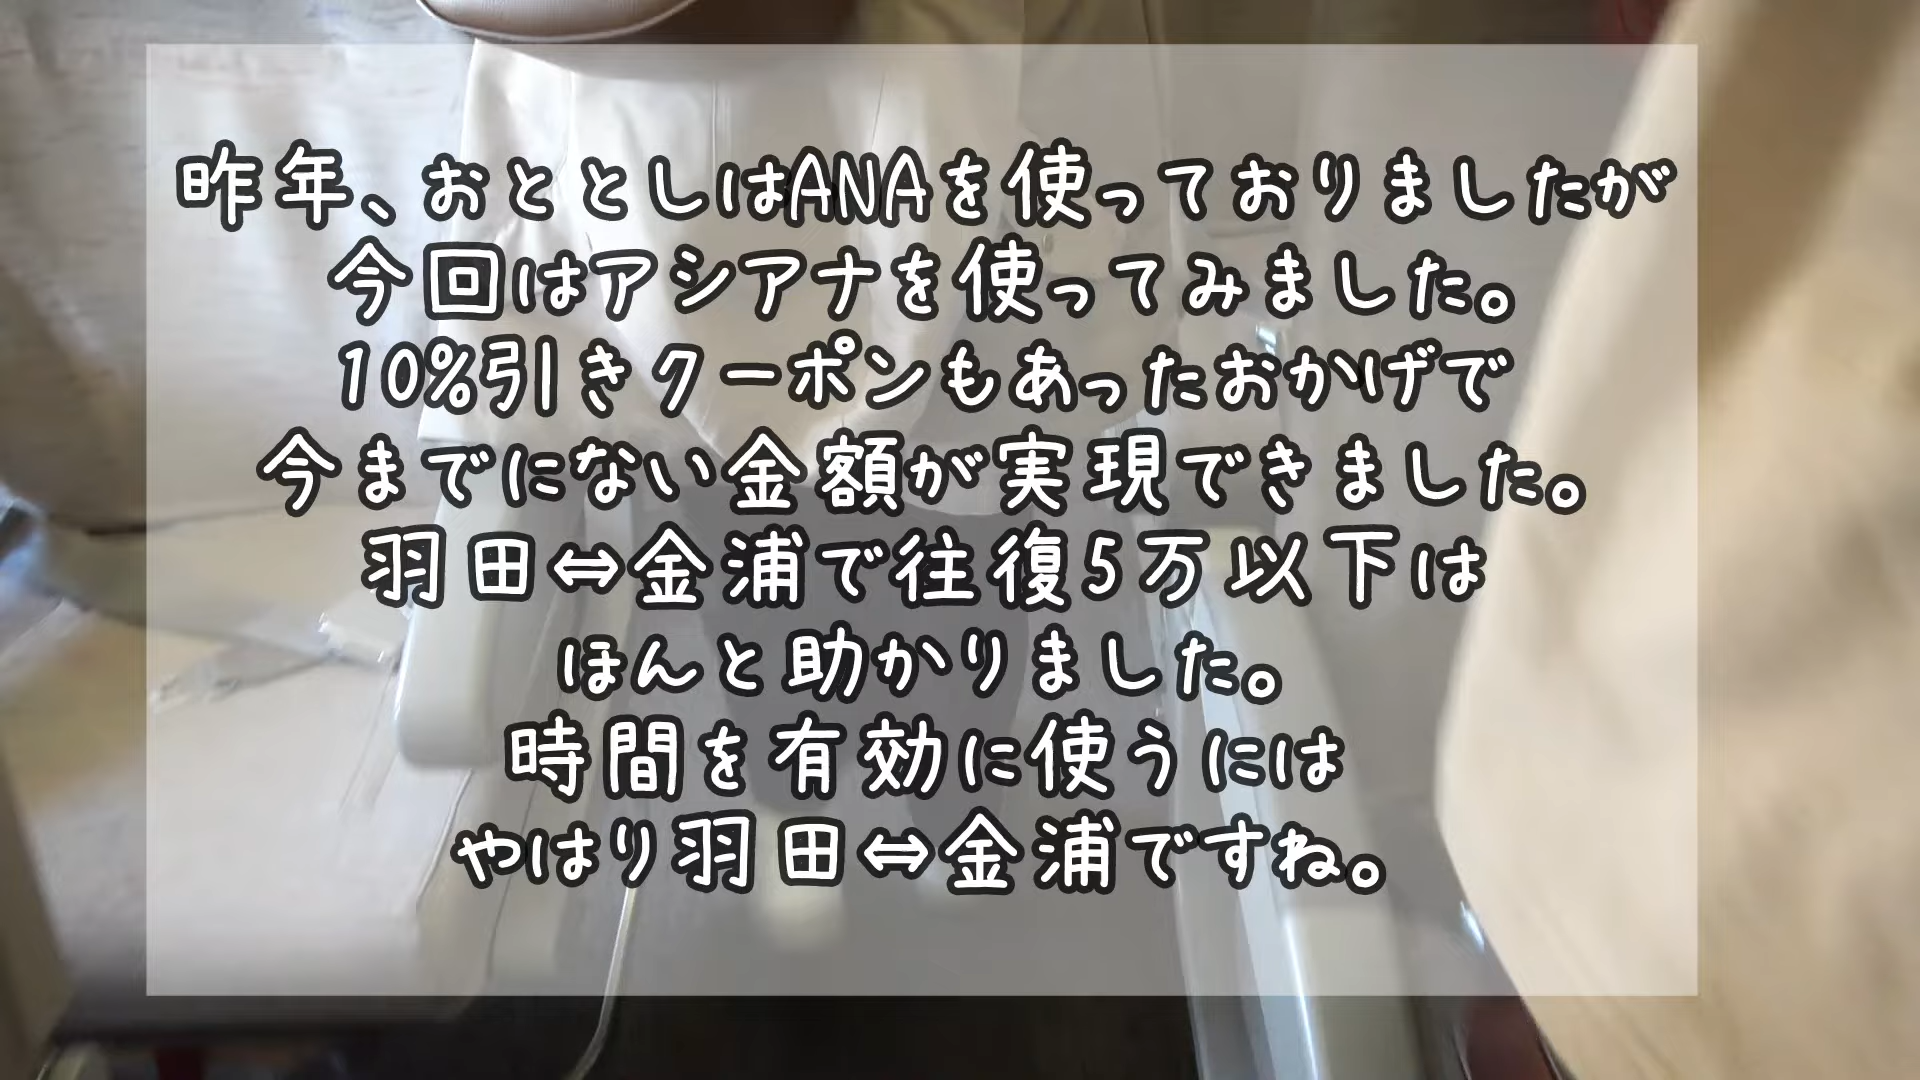 昨年、おととしはANAを使っておりましたが
今回はアシアナを使ってみました。
10%引きクーポンもあったおかげで
今までにない金額が実現できました。
羽田⇔金浦で往復5万以下は
ほんと助かりました。
時間を有効に使うには
やはり羽田⇔金浦ですね。